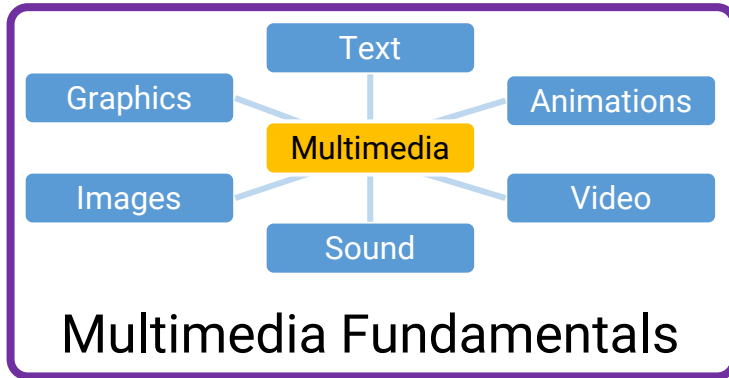 Text
Graphics
Animations
Multimedia
Images
Video
Sound
Multimedia Fundamentals